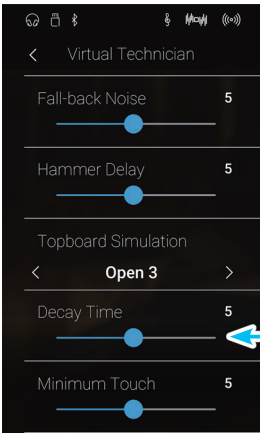 Virtual Technician
Fall-back Noise 5
Hammer Delay 5
Topboard Simulation
Open 3
Decay Time 5
Minimum Touch 5